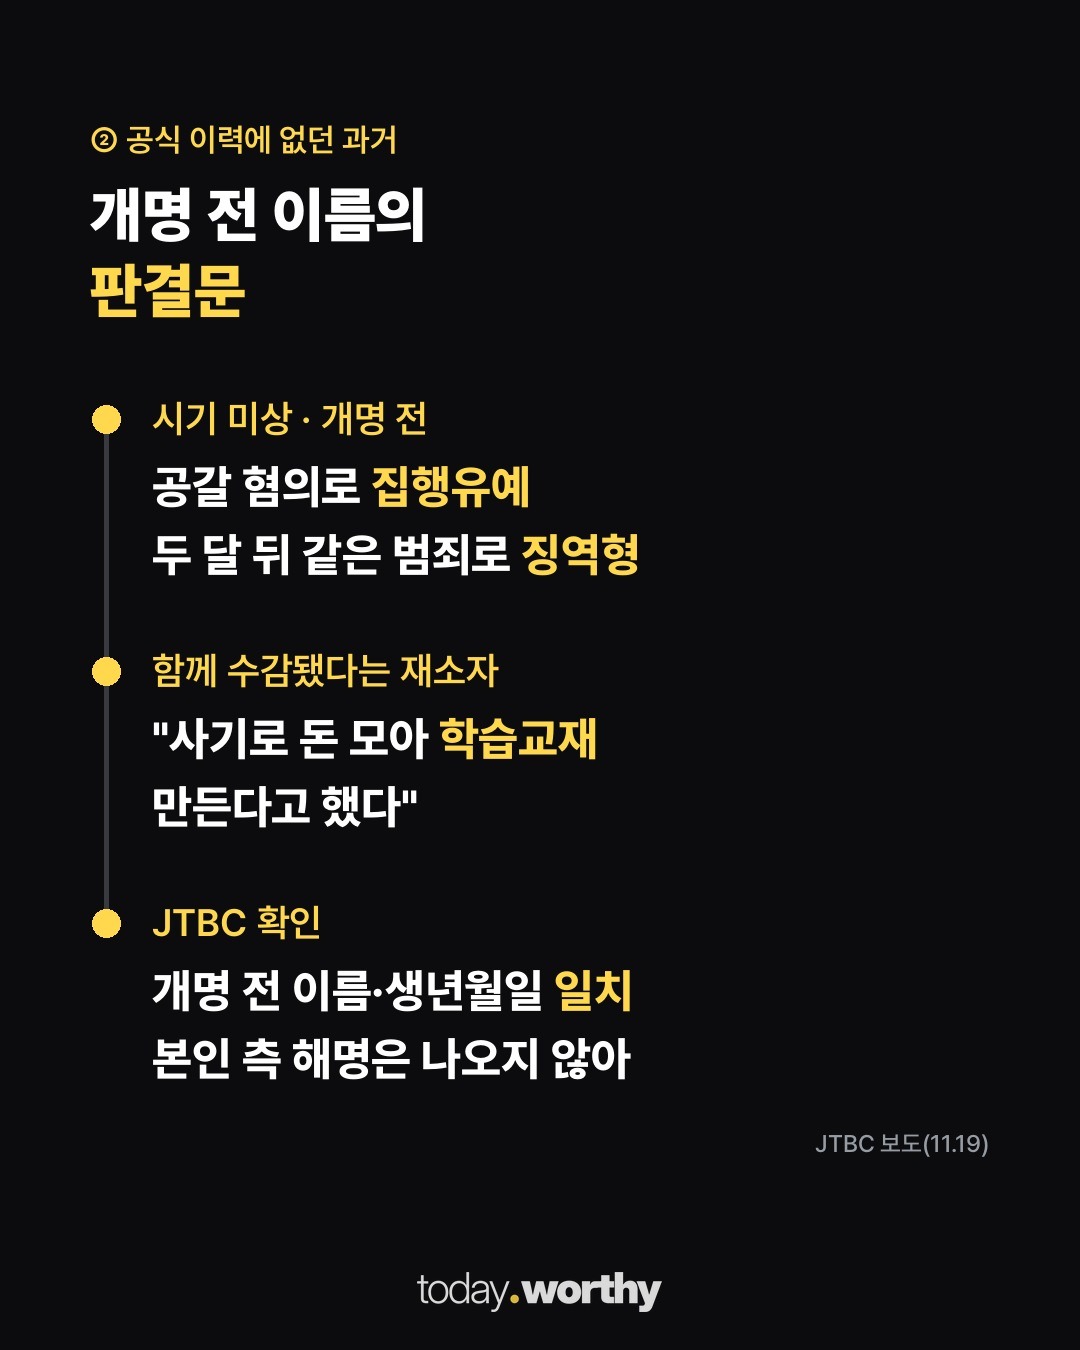 ② 공식 이력에 없던 과거
개명 전 이름의
판결문
시기 미상 · 개명 전
공갈 혐의로 집행유예
두 달 뒤 같은 범죄로 징역형
함께 수감됐다는 재소자
"사기로 돈 모아 학습교재
만든다고 했다"
JTBC 확인
개명 전 이름·생년월일 일치
본인 측 해명은 나오지 않아
JTBC 보도(11.19)
today.worthy